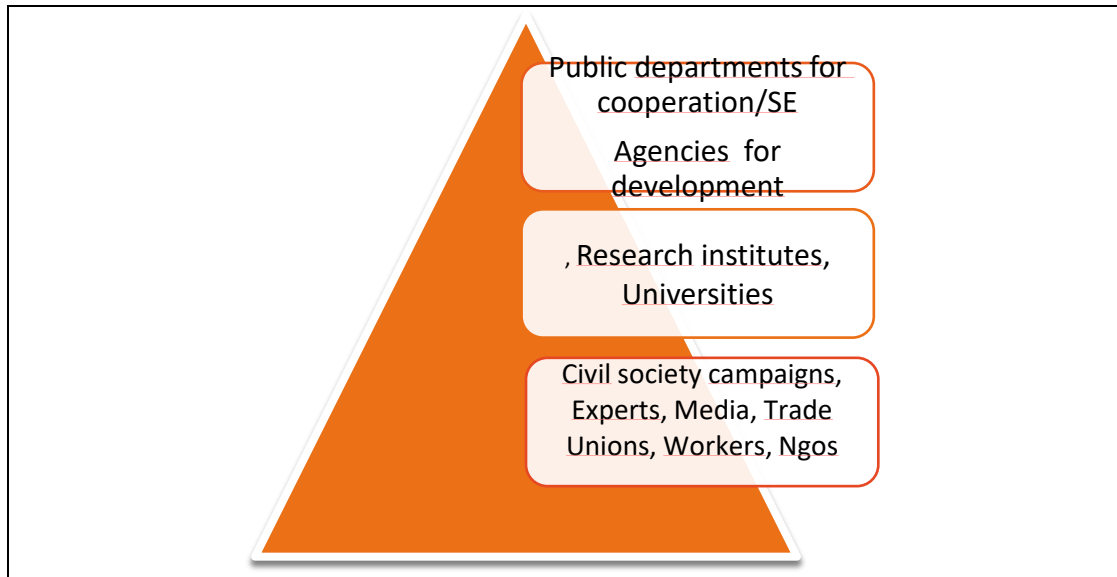 Public departments for
cooperation/SE
Agencies for
development
, Research institutes,
Universities
Civil society campaigns,
Experts, Media, Trade
Unions, Workers, Ngos